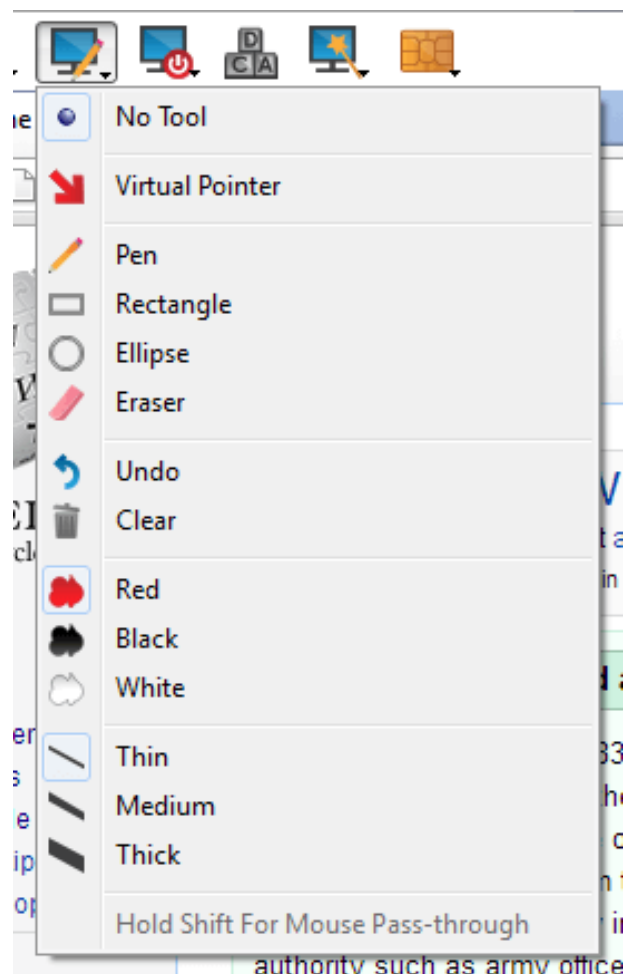 D
C A
No Tool
Virtual Pointer
Pen
Rectangle
Ellipse
Eraser
Undo
Clear
Red
Black
White
Thin
Medium
Thick
Hold Shift For Mouse Pass-through
authority such as army office